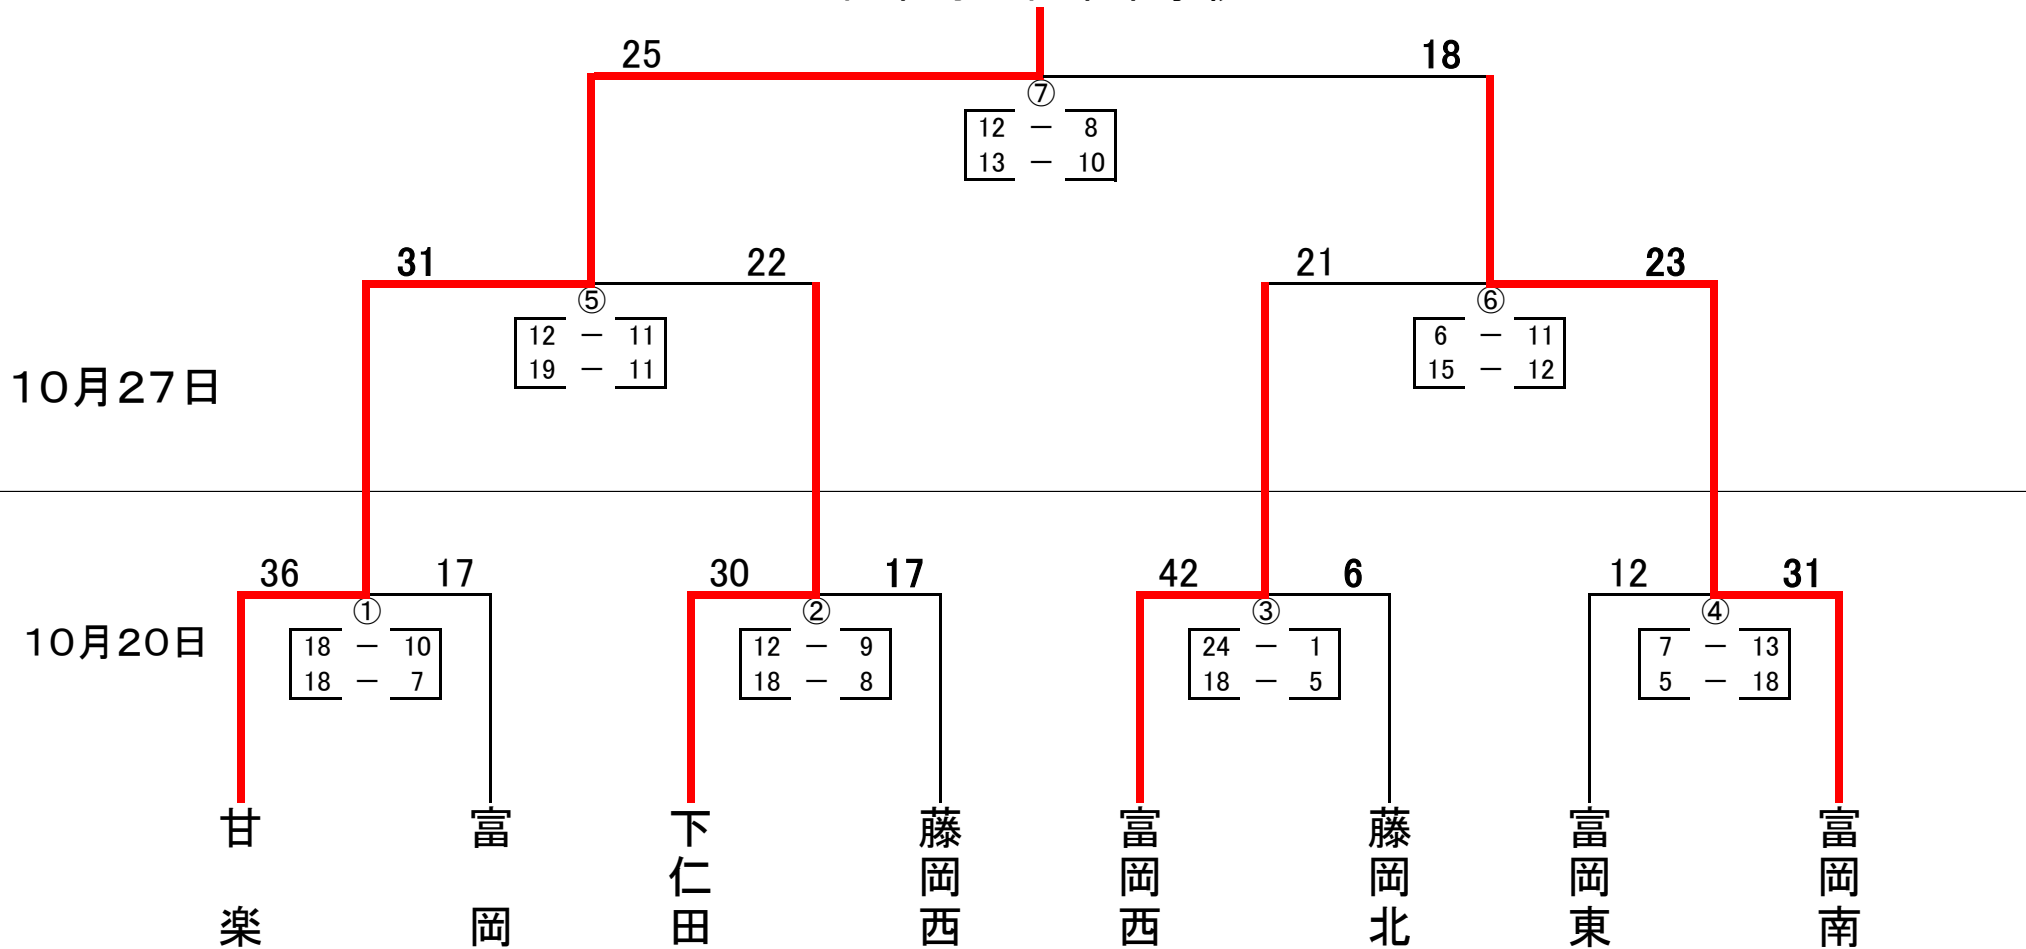 25 18
⑦
12 － 8
13 － 10
31 22 21 23
⑤ ⑥
12 － 11 6 － 11
19 － 11 15 － 12
10月27日
36 17 30 17 42 6 12 31
① ② ③ ④
10月20日
18 － 10 12 － 9 24 － 1 7 － 13
18 － 7 18 － 8 18 － 5 5 － 18
甘楽
富岡
下仁田
藤岡西
富岡西
藤岡北
富岡東
富岡南